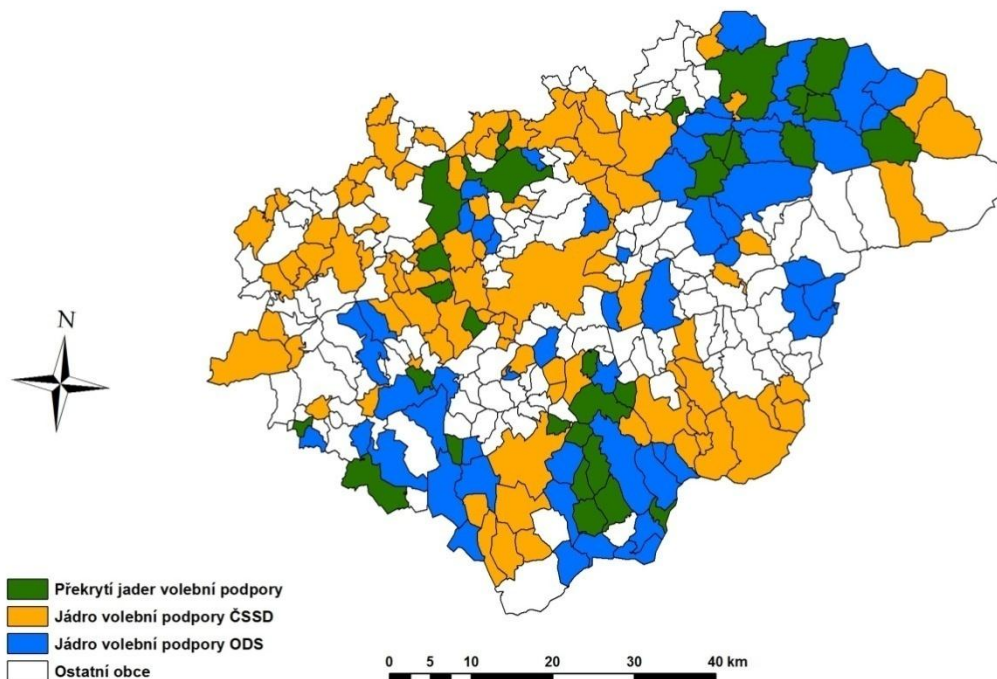 N
Překrytí jader volební podpory
Jádro volební podpory ČSSD
Jádro volební podpory ODS
Ostatní obce
0 5 10 20 30 40 km